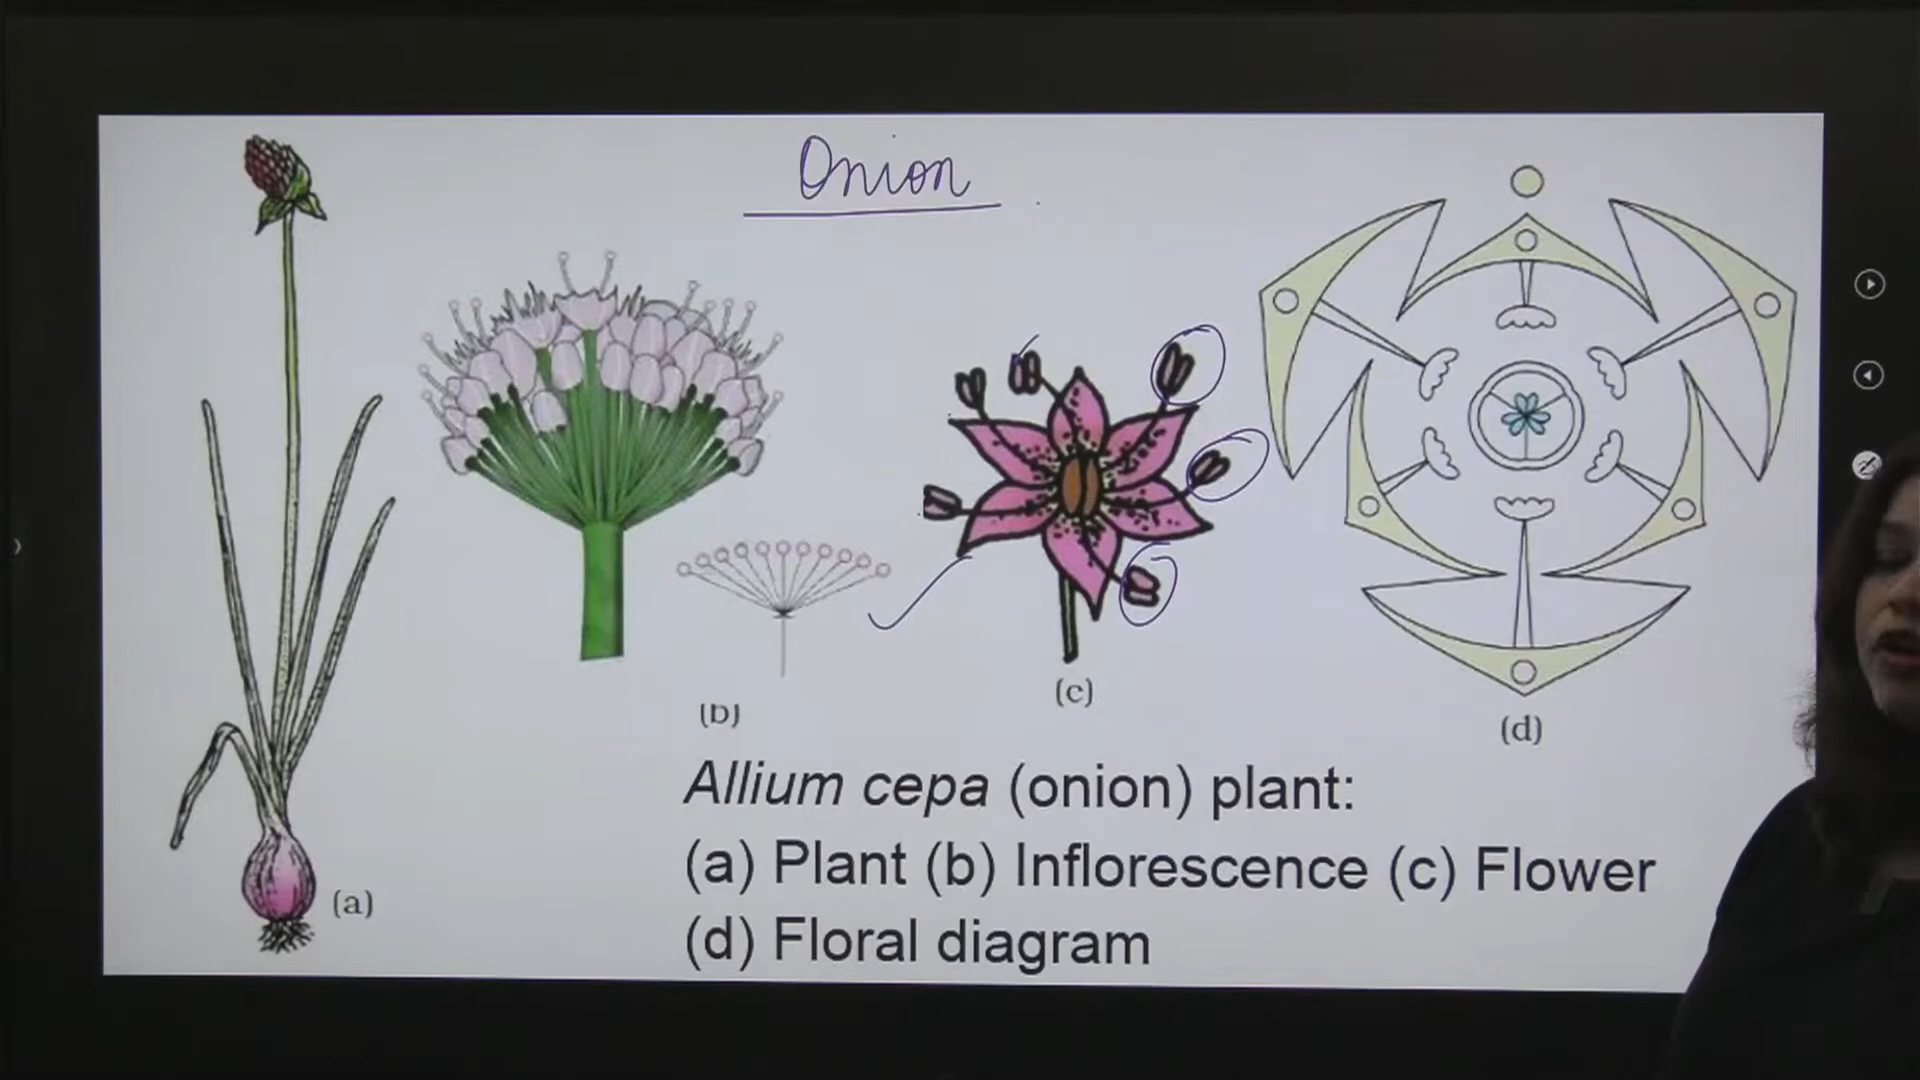 Onion
(a)
(b)
(c)
(d)
Allium cepa (onion) plant:
(a) Plant (b) Inflorescence (c) Flower
(d) Floral diagram